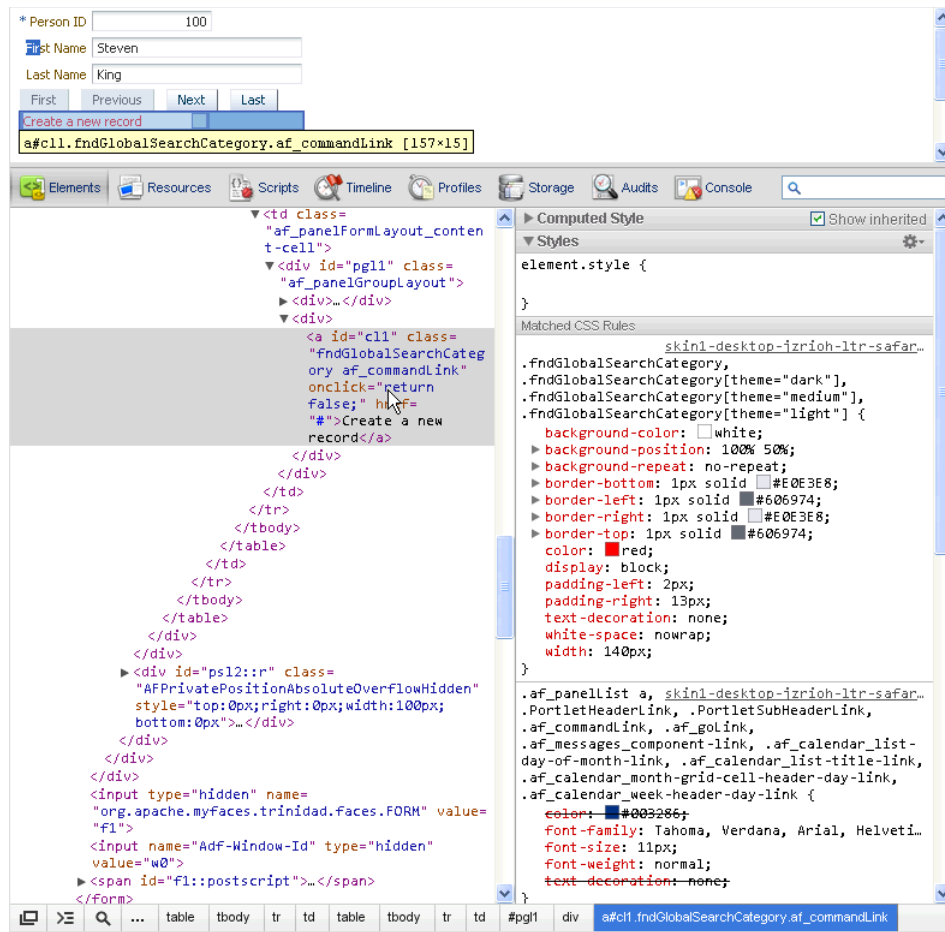 * Person ID 100
First Name Steven
Last Name King
First Previous Next Last
Create a new record
a#cl1.fndGlobalSearchCategory.af_commandLink [157×15]
Elements Resources Scripts Timeline Profiles Storage Audits Console
▼<td class=
"af_panelFormLayout_conten
t-cell">
▼<div id="pgl1" class=
"af_panelGroupLayout">
▶<div>…</div>
▼<div>
<a id="cl1" class=
"fndGlobalSearchCateg
ory af_commandLink"
onclick="return
false;" href=
"#">Create a new
record</a>
</div>
</div>
</td>
</tr>
</tbody>
</table>
</td>
</tr>
</tbody>
</table>
</div>
</div>
▶<div id="psl2::r" class=
"AFPrivatePositionAbsoluteOverflowHidden"
style="top:0px;right:0px;width:100px;
bottom:0px">…</div>
</div>
</div>
</div>
<input type="hidden" name=
"org.apache.myfaces.trinidad.faces.FORM" value=
"f1">
<input name="Adf-Window-Id" type="hidden"
value="w0">
▶<span id="f1::postscript">…</span>
</form>
▶Computed Style Show inherited
▼Styles
element.style {
}
Matched CSS Rules
skin1-desktop-jzrioh-ltr-safar…
.fndGlobalSearchCategory,
.fndGlobalSearchCategory[theme="dark"],
.fndGlobalSearchCategory[theme="medium"],
.fndGlobalSearchCategory[theme="light"] {
background-color: white;
▶background-position: 100% 50%;
▶background-repeat: no-repeat;
▶border-bottom: 1px solid #E0E3E8;
▶border-left: 1px solid #606974;
▶border-right: 1px solid #E0E3E8;
▶border-top: 1px solid #606974;
color: red;
display: block;
padding-left: 2px;
padding-right: 13px;
text-decoration: none;
white-space: nowrap;
width: 140px;
}
.af_panelList a, skin1-desktop-jzrioh-ltr-safar…
.PortletHeaderLink, .PortletSubHeaderLink,
.af_commandLink, .af_goLink,
.af_messages_component-link, .af_calendar_list-
day-of-month-link, .af_calendar_list-title-link,
.af_calendar_month-grid-cell-header-day-link,
.af_calendar_week-header-day-link {
color: #003286;
font-family: Tahoma, Verdana, Arial, Helveti…
font-size: 11px;
font-weight: normal;
text-decoration: none;
}
… table tbody tr td table tbody tr td #pgl1 div a#cl1.fndGlobalSearchCategory.af_commandLink